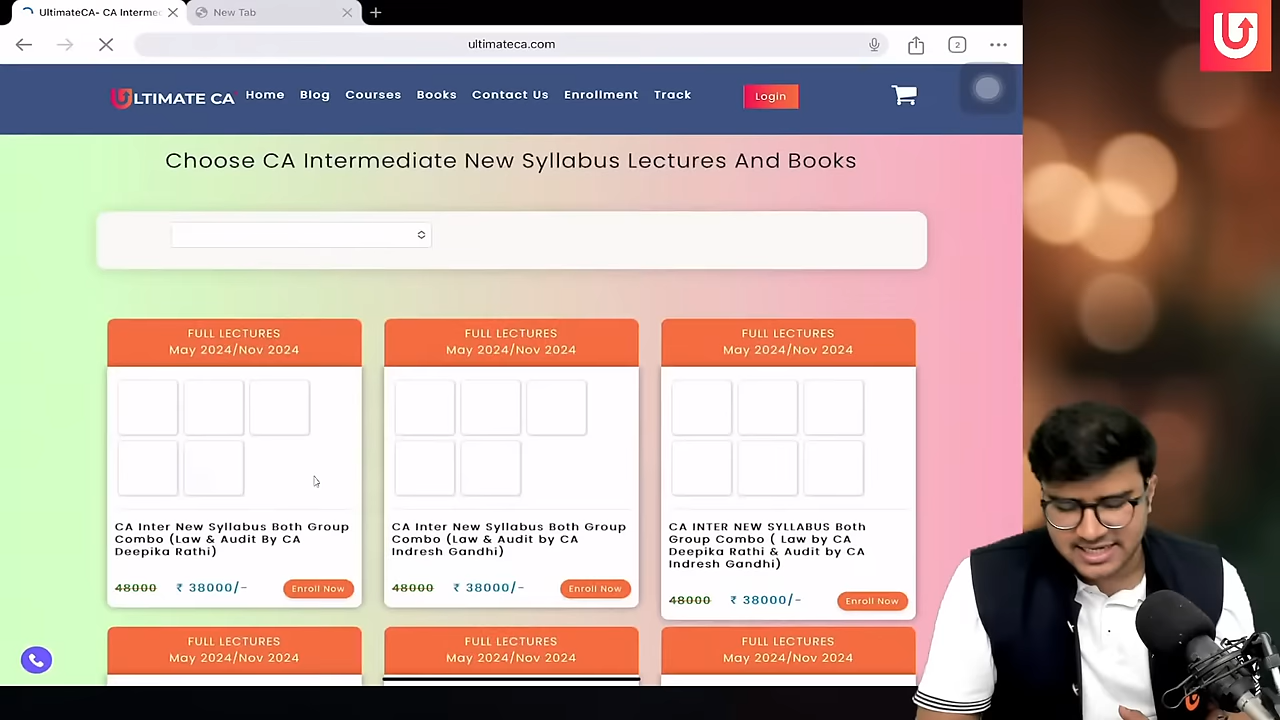 UltimateCA- CA Interme
New Tab
ultimateca.com
2
ULTIMATE CA
Home
Blog
Courses
Books
Contact Us
Enrollment
Track
Login
Choose CA Intermediate New Syllabus Lectures And Books
FULL LECTURES
May 2024/Nov 2024
CA Inter New Syllabus Both Group
Combo (Law & Audit By CA
Deepika Rathi)
48000 ₹ 38000/-
Enroll Now
FULL LECTURES
May 2024/Nov 2024
CA Inter New Syllabus Both Group
Combo (Law & Audit by CA
Indresh Gandhi)
48000 ₹ 38000/-
Enroll Now
FULL LECTURES
May 2024/Nov 2024
CA INTER NEW SYLLABUS Both
Group Combo ( Law by CA
Deepika Rathi & Audit by CA
Indresh Gandhi)
48000 ₹ 38000/-
Enroll Now
FULL LECTURES
May 2024/Nov 2024
FULL LECTURES
May 2024/Nov 2024
FULL LECTURES
May 2024/Nov 2024